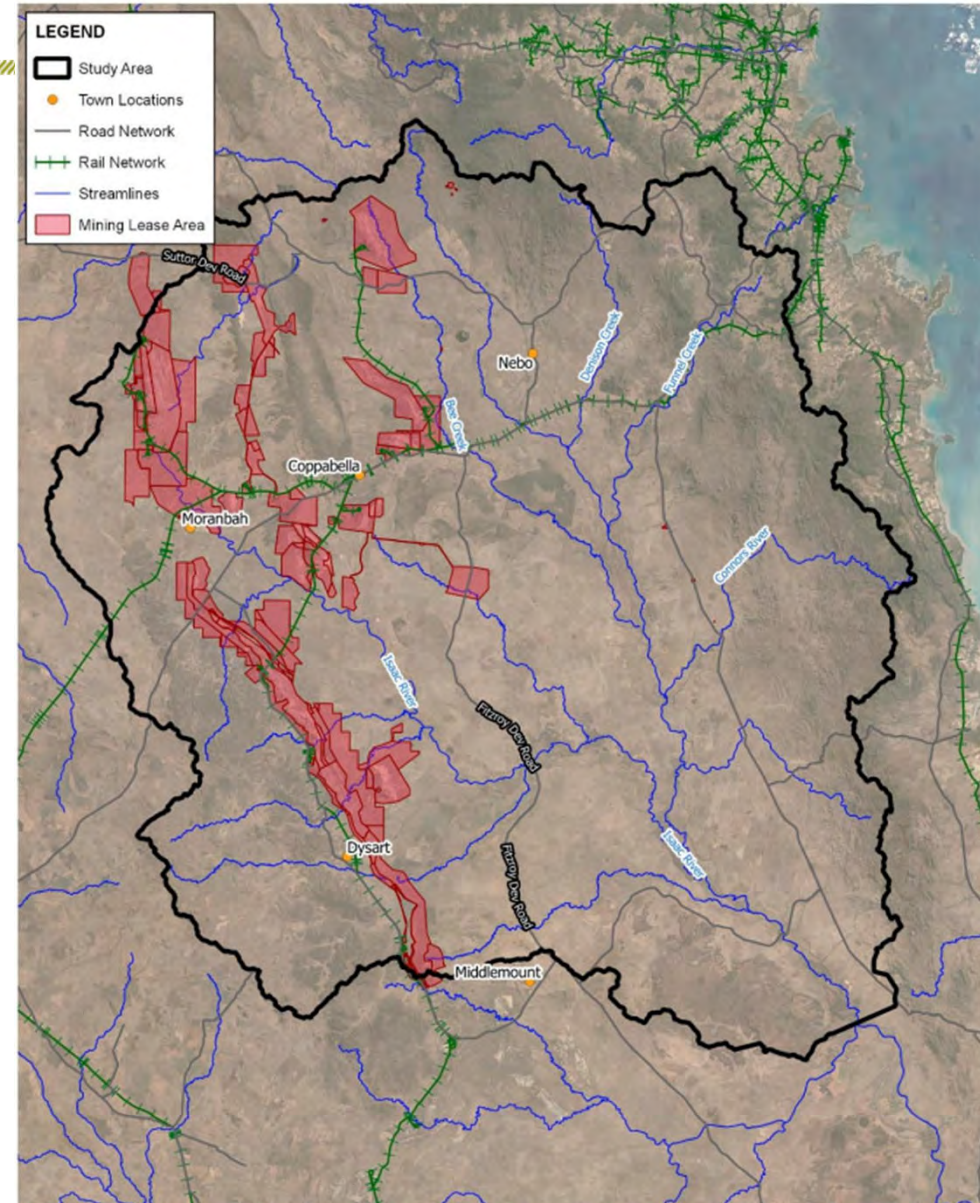 LEGEND
Study Area
Town Locations
Road Network
Rail Network
Streamlines
Mining Lease Area
Suttor Dev Road
Nebo
Denison Creek
Funnel Creek
Bee Creek
Coppabella
Moranbah
Connors River
Isaac River
Fitzroy Dev Road
Isaac River
Dysart
Fitzroy Dev Road
Middlemount